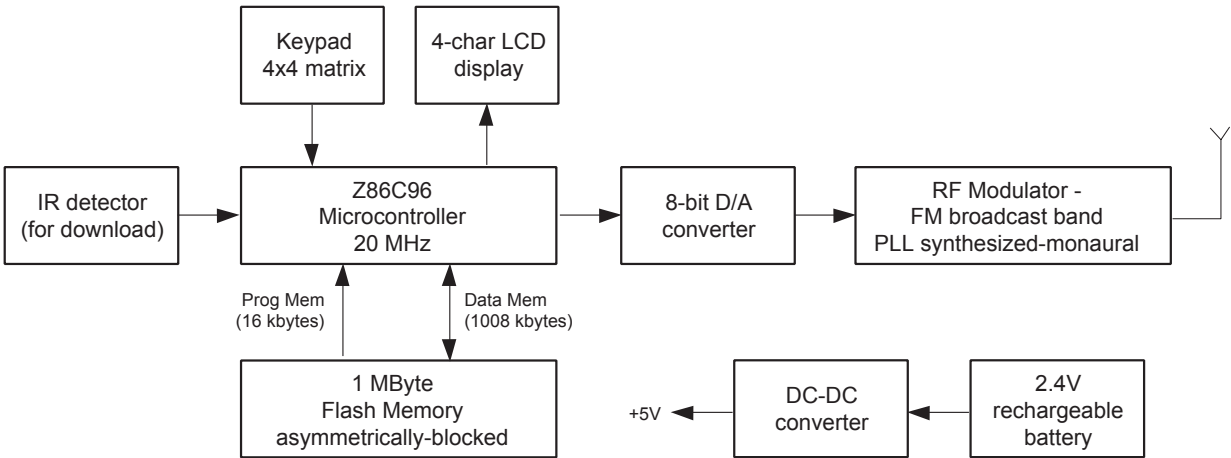 Keypad
4x4 matrix
4-char LCD
display
IR detector
(for download)
Z86C96
Microcontroller
20 MHz
8-bit D/A
converter
RF Modulator -
FM broadcast band
PLL synthesized-monaural
Prog Mem
(16 kbytes)
Data Mem
(1008 kbytes)
1 MByte
Flash Memory
asymmetrically-blocked
+5V
DC-DC
converter
2.4V
rechargeable
battery